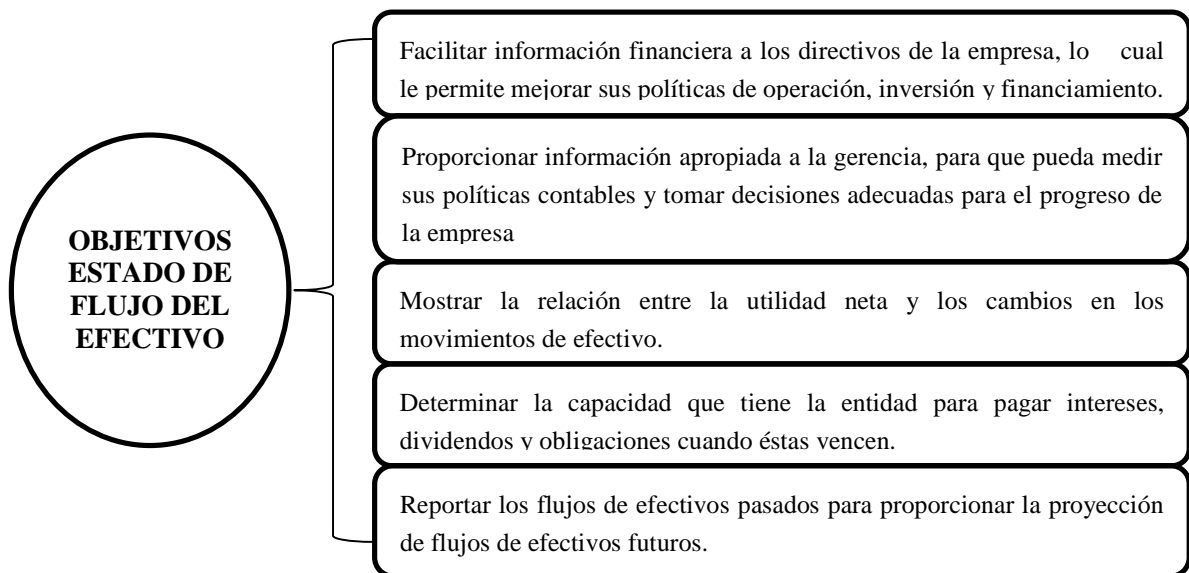 OBJETIVOS
ESTADO DE
FLUJO DEL
EFECTIVO
Facilitar información financiera a los directivos de la empresa, lo cual
le permite mejorar sus políticas de operación, inversión y financiamiento.
Proporcionar información apropiada a la gerencia, para que pueda medir
sus políticas contables y tomar decisiones adecuadas para el progreso de
la empresa
Mostrar la relación entre la utilidad neta y los cambios en los
movimientos de efectivo.
Determinar la capacidad que tiene la entidad para pagar intereses,
dividendos y obligaciones cuando éstas vencen.
Reportar los flujos de efectivos pasados para proporcionar la proyección
de flujos de efectivos futuros.